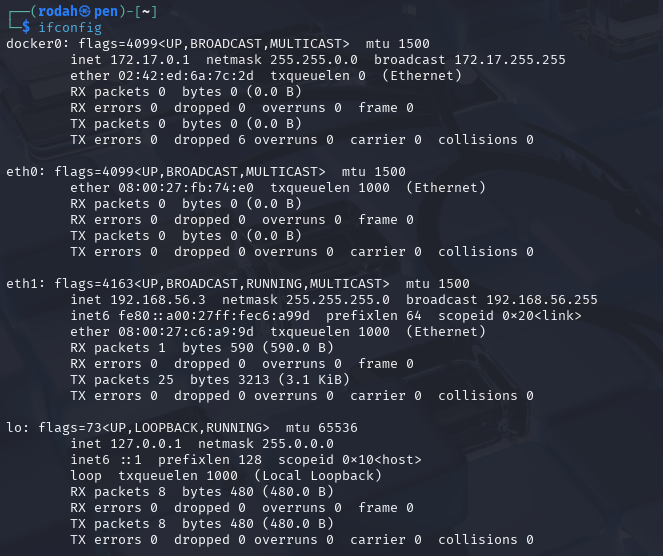 ┌──(rodah㉿pen)-[~]
└─$ ifconfig
docker0: flags=4099<UP,BROADCAST,MULTICAST>  mtu 1500
        inet 172.17.0.1  netmask 255.255.0.0  broadcast 172.17.255.255
        ether 02:42:ed:6a:7c:2d  txqueuelen 0  (Ethernet)
        RX packets 0  bytes 0 (0.0 B)
        RX errors 0  dropped 0  overruns 0  frame 0
        TX packets 0  bytes 0 (0.0 B)
        TX errors 0  dropped 6 overruns 0  carrier 0  collisions 0

eth0: flags=4099<UP,BROADCAST,MULTICAST>  mtu 1500
        ether 08:00:27:fb:74:e0  txqueuelen 1000  (Ethernet)
        RX packets 0  bytes 0 (0.0 B)
        RX errors 0  dropped 0  overruns 0  frame 0
        TX packets 0  bytes 0 (0.0 B)
        TX errors 0  dropped 0 overruns 0  carrier 0  collisions 0

eth1: flags=4163<UP,BROADCAST,RUNNING,MULTICAST>  mtu 1500
        inet 192.168.56.3  netmask 255.255.255.0  broadcast 192.168.56.255
        inet6 fe80::a00:27ff:fec6:a99d  prefixlen 64  scopeid 0×20<link>
        ether 08:00:27:c6:a9:9d  txqueuelen 1000  (Ethernet)
        RX packets 1  bytes 590 (590.0 B)
        RX errors 0  dropped 0  overruns 0  frame 0
        TX packets 25  bytes 3213 (3.1 KiB)
        TX errors 0  dropped 0 overruns 0  carrier 0  collisions 0

lo: flags=73<UP,LOOPBACK,RUNNING>  mtu 65536
        inet 127.0.0.1  netmask 255.0.0.0
        inet6 ::1  prefixlen 128  scopeid 0×10<host>
        loop  txqueuelen 1000  (Local Loopback)
        RX packets 8  bytes 480 (480.0 B)
        RX errors 0  dropped 0  overruns 0  frame 0
        TX packets 8  bytes 480 (480.0 B)
        TX errors 0  dropped 0 overruns 0  carrier 0  collisions 0